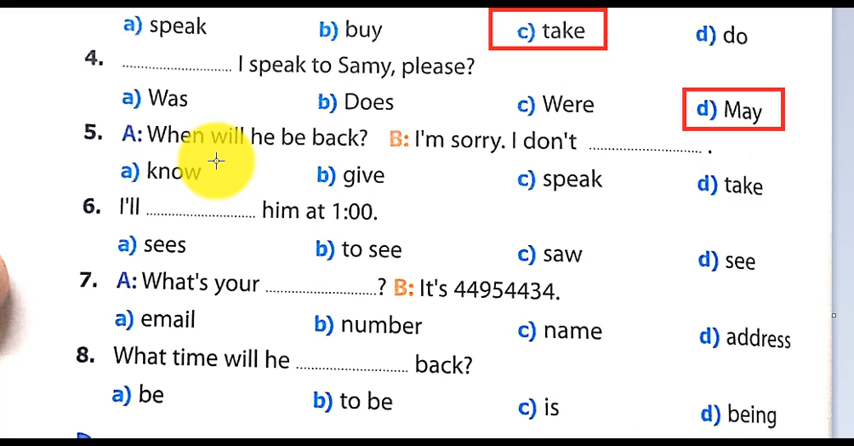 a) speak b) buy c) take d) do
4. .............................. I speak to Samy, please?
a) Was b) Does c) Were d) May
5. A: When will he be back? B: I'm sorry. I don't .............................. .
a) know b) give c) speak d) take
6. I'll .............................. him at 1:00.
a) sees b) to see c) saw d) see
7. A: What's your ..............................? B: It's 44954434.
a) email b) number c) name d) address
8. What time will he .............................. back?
a) be b) to be c) is d) being